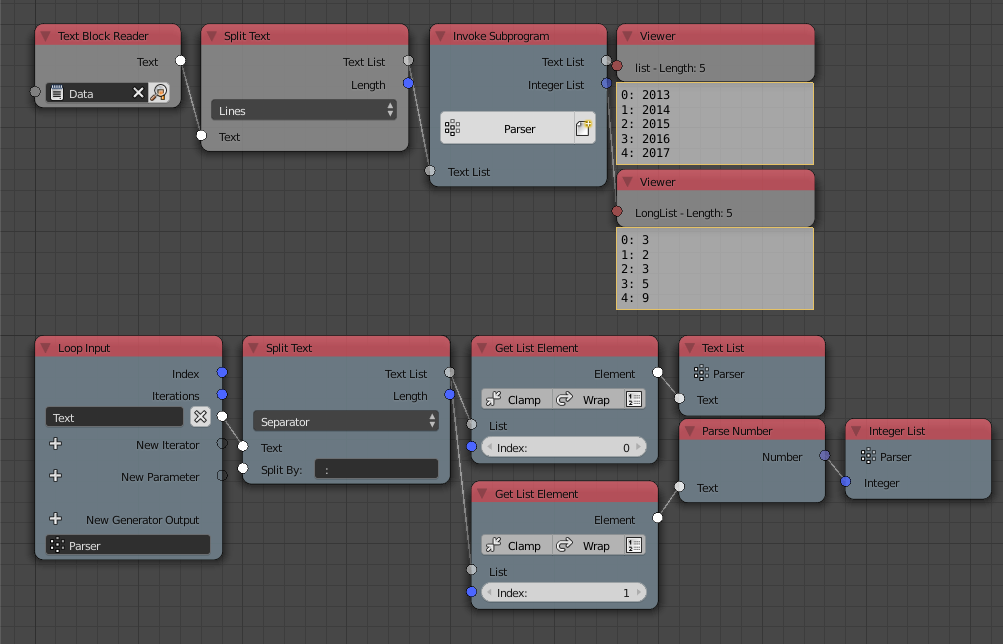 Text Block Reader
Text
Data
Split Text
Text List
Length
Lines
Text
Invoke Subprogram
Text List
Integer List
Parser
Text List
Viewer
list - Length: 5
0: 2013
1: 2014
2: 2015
3: 2016
4: 2017
Viewer
LongList - Length: 5
0: 3
1: 2
2: 3
3: 5
4: 9
Loop Input
Index
Iterations
Text
New Iterator
New Parameter
New Generator Output
Parser
Split Text
Text List
Length
Separator
Text
Split By: :
Get List Element
Element
Clamp Wrap
List
Index: 0
Get List Element
Element
Clamp Wrap
List
Index: 1
Text List
Parser
Text
Parse Number
Number
Text
Integer List
Parser
Integer